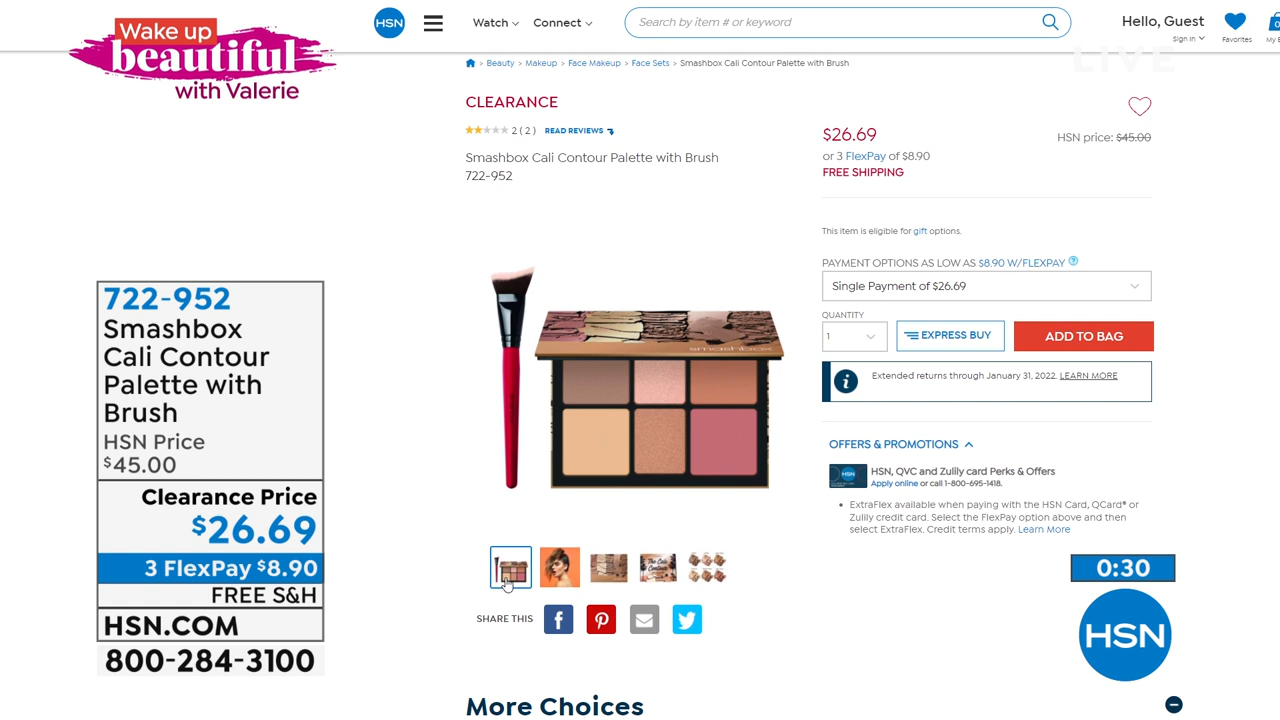 Wake up
beautiful
with Valerie
HSN
Watch
Connect
Search by item # or keyword
Hello, Guest
Sign In
Favorites
LIVE
> Beauty > Makeup > Face Makeup > Face Sets > Smashbox Cali Contour Palette with Brush
CLEARANCE
2 ( 2 ) READ REVIEWS
Smashbox Cali Contour Palette with Brush
722-952
$26.69
HSN price: $45.00
or 3 FlexPay of $8.90
FREE SHIPPING
This item is eligible for gift options.
PAYMENT OPTIONS AS LOW AS $8.90 W/FLEXPAY
Single Payment of $26.69
QUANTITY
1
EXPRESS BUY
ADD TO BAG
Extended returns through January 31, 2022. LEARN MORE
OFFERS & PROMOTIONS
HSN
HSN, QVC and Zulily card Perks & Offers
Apply online or call 1-800-695-1418.
• ExtraFlex available when paying with the HSN Card, QCard® or
Zulily credit card. Select the FlexPay option above and then
select ExtraFlex. Credit terms apply. Learn More
smashbox
SHARE THIS
More Choices
722-952
Smashbox
Cali Contour
Palette with
Brush
HSN Price
$45.00
Clearance Price
$26.69
3 FlexPay $8.90
FREE S&H
HSN.COM
800-284-3100
0:30
HSN